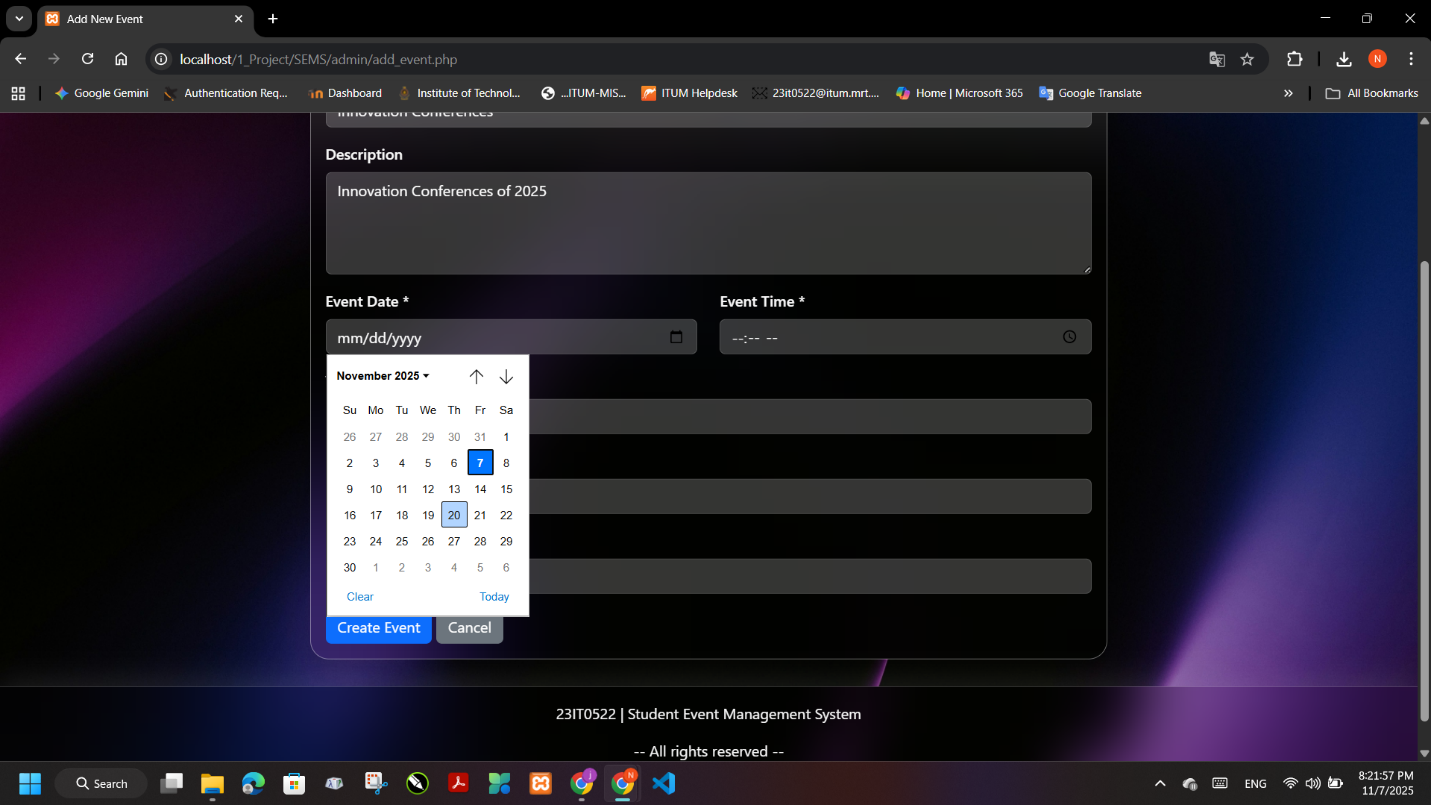 Add New Event
localhost/1_Project/SEMS/admin/add_event.php
N
Google Gemini
Authentication Req...
Dashboard
Institute of Technol...
...ITUM-MIS...
ITUM Helpdesk
23it0522@itum.mrt....
Home | Microsoft 365
Google Translate
All Bookmarks
Innovation Conferences
Description
Innovation Conferences of 2025
Event Date *
Event Time *
mm/dd/yyyy
--:-- --
November 2025
Su Mo Tu We Th Fr Sa
26 27 28 29 30 31 1
2 3 4 5 6 7 8
9 10 11 12 13 14 15
16 17 18 19 20 21 22
23 24 25 26 27 28 29
30 1 2 3 4 5 6
Clear
Today
Create Event
Cancel
23IT0522 | Student Event Management System
-- All rights reserved --
Search
ENG
8:21:57 PM
11/7/2025